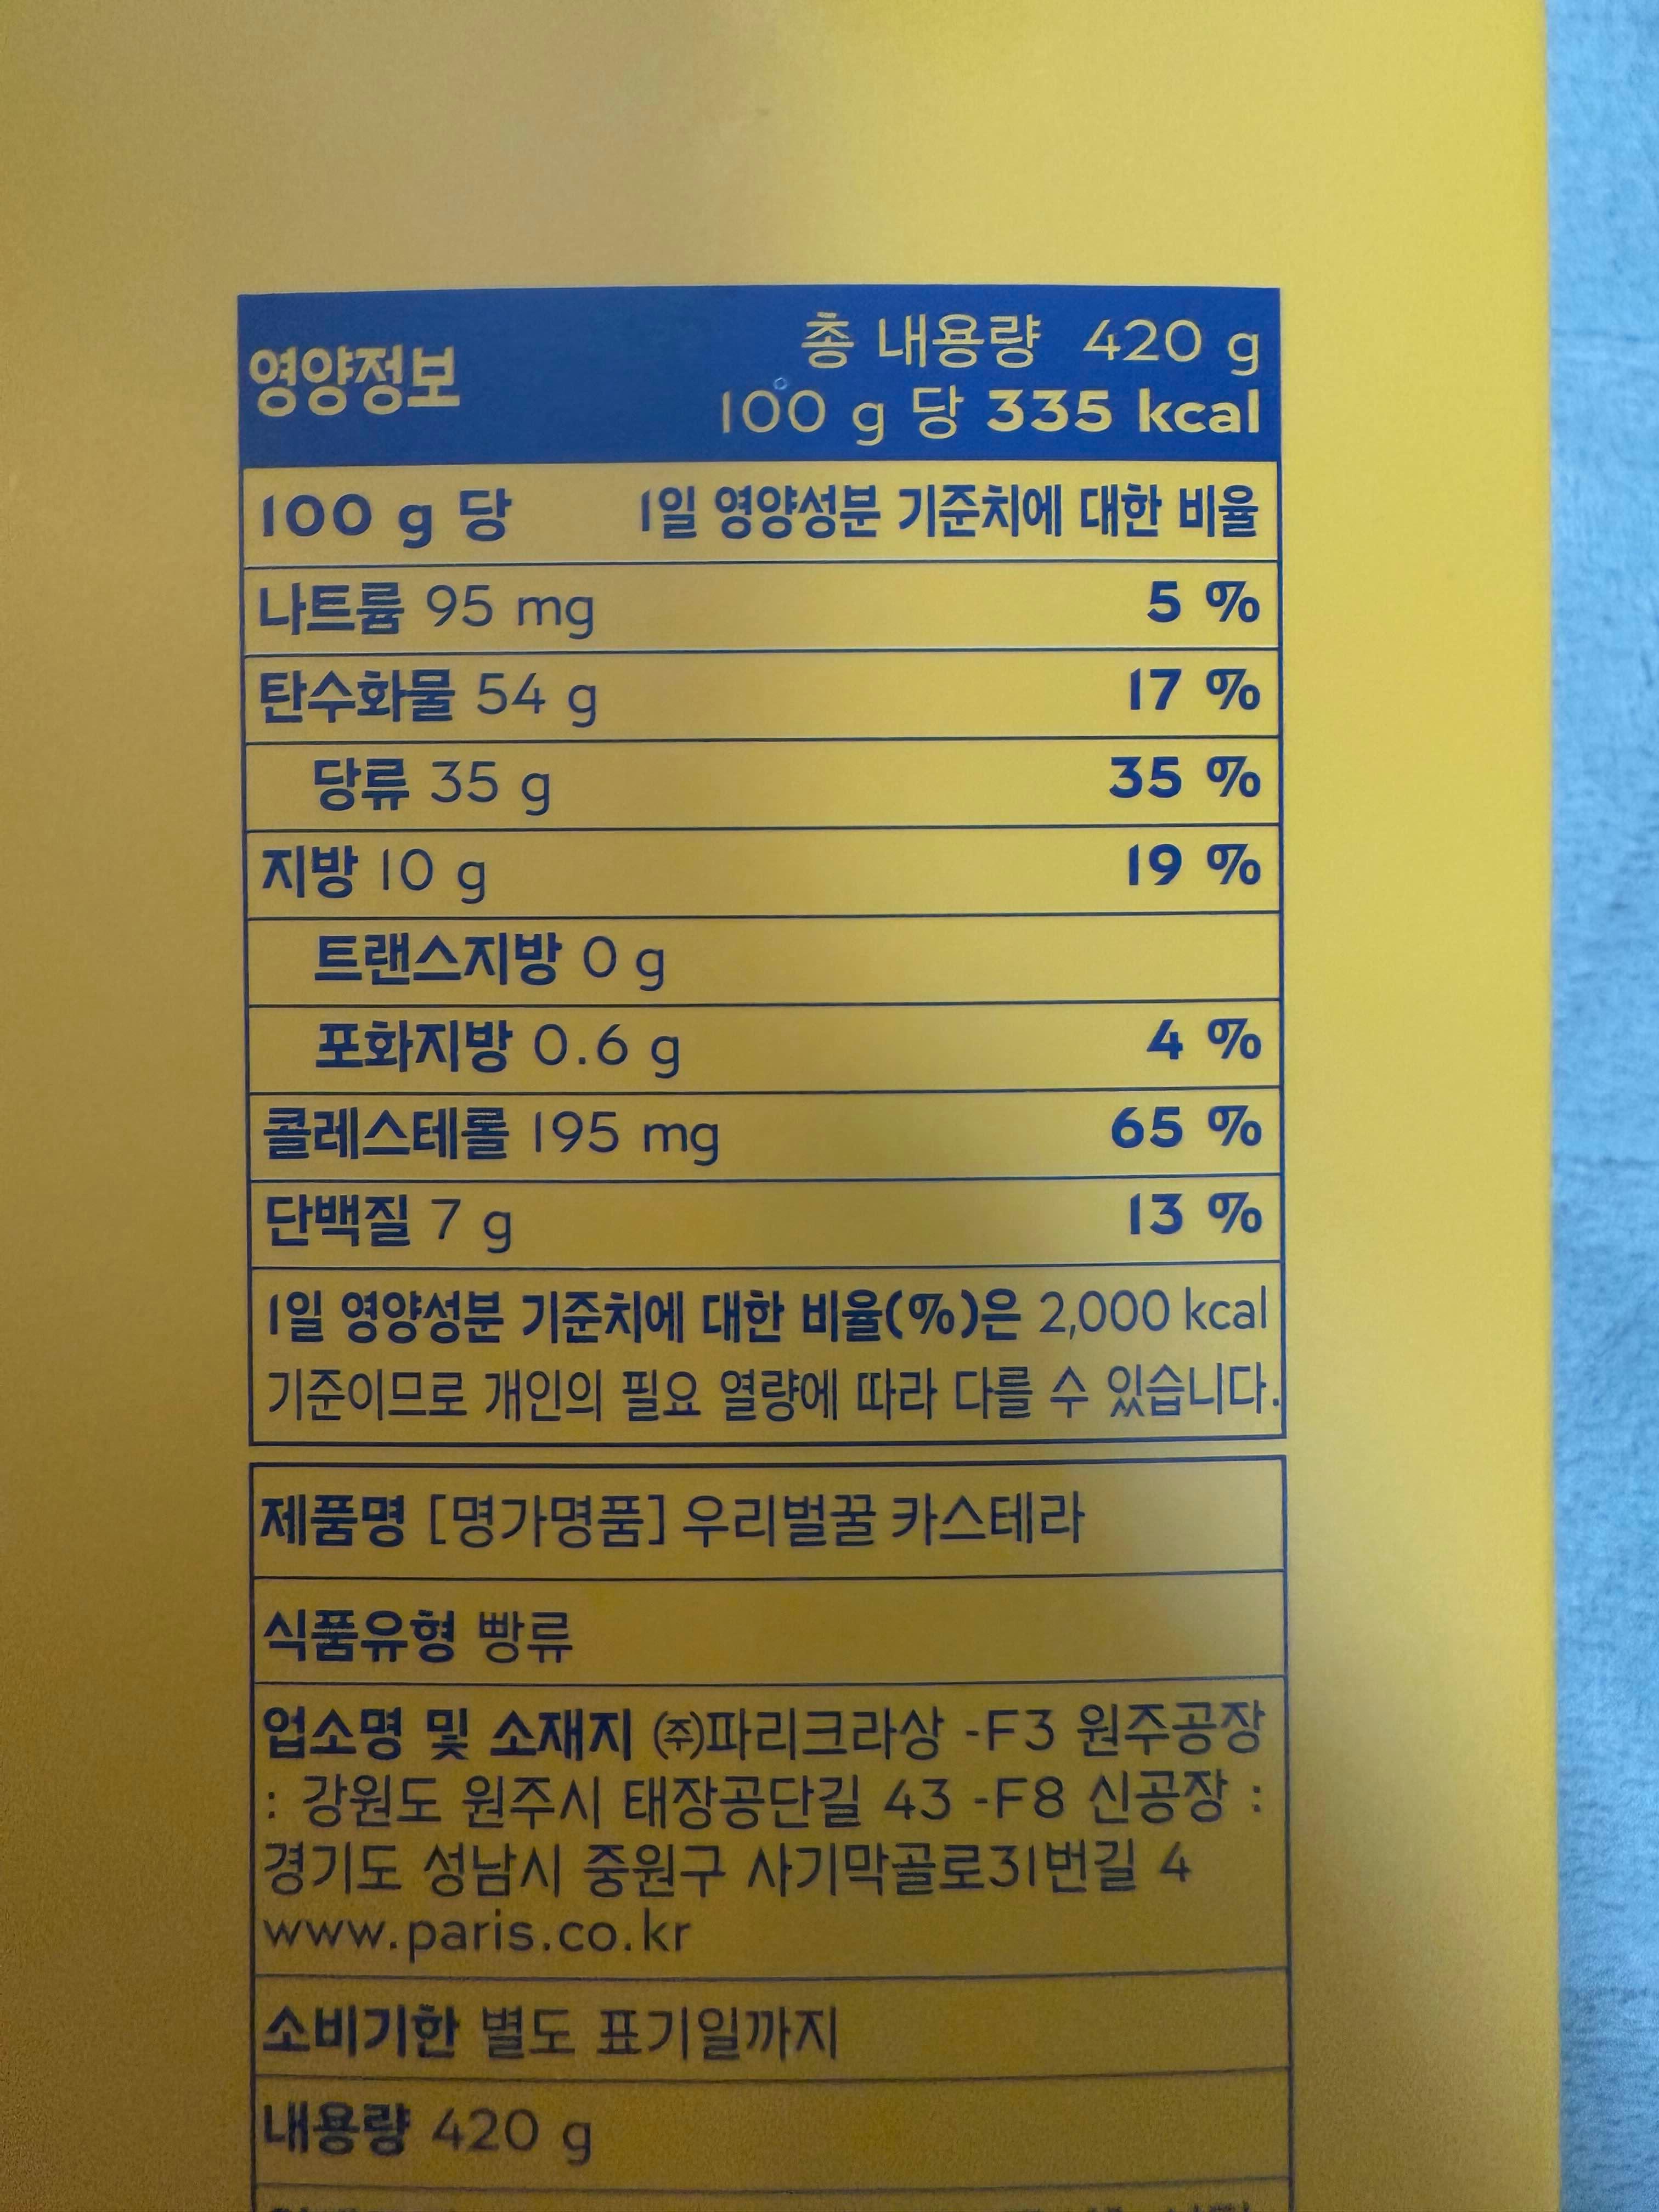 영양정보
총 내용량 420 g
100 g 당 335 kcal
100 g 당 1일 영양성분 기준치에 대한 비율
나트륨 95 mg 5 %
탄수화물 54 g 17 %
당류 35 g 35 %
지방 10 g 19 %
트랜스지방 0 g
포화지방 0.6 g 4 %
콜레스테롤 195 mg 65 %
단백질 7 g 13 %
1일 영양성분 기준치에 대한 비율(%)은 2,000 kcal
기준이므로 개인의 필요 열량에 따라 다를 수 있습니다.
제품명 [명가명품] 우리벌꿀 카스테라
식품유형 빵류
업소명 및 소재지 ㈜파리크라상 -F3 원주공장
: 강원도 원주시 태장공단길 43 -F8 신공장 :
경기도 성남시 중원구 사기막골로31번길 4
www.paris.co.kr
소비기한 별도 표기일까지
내용량 420 g